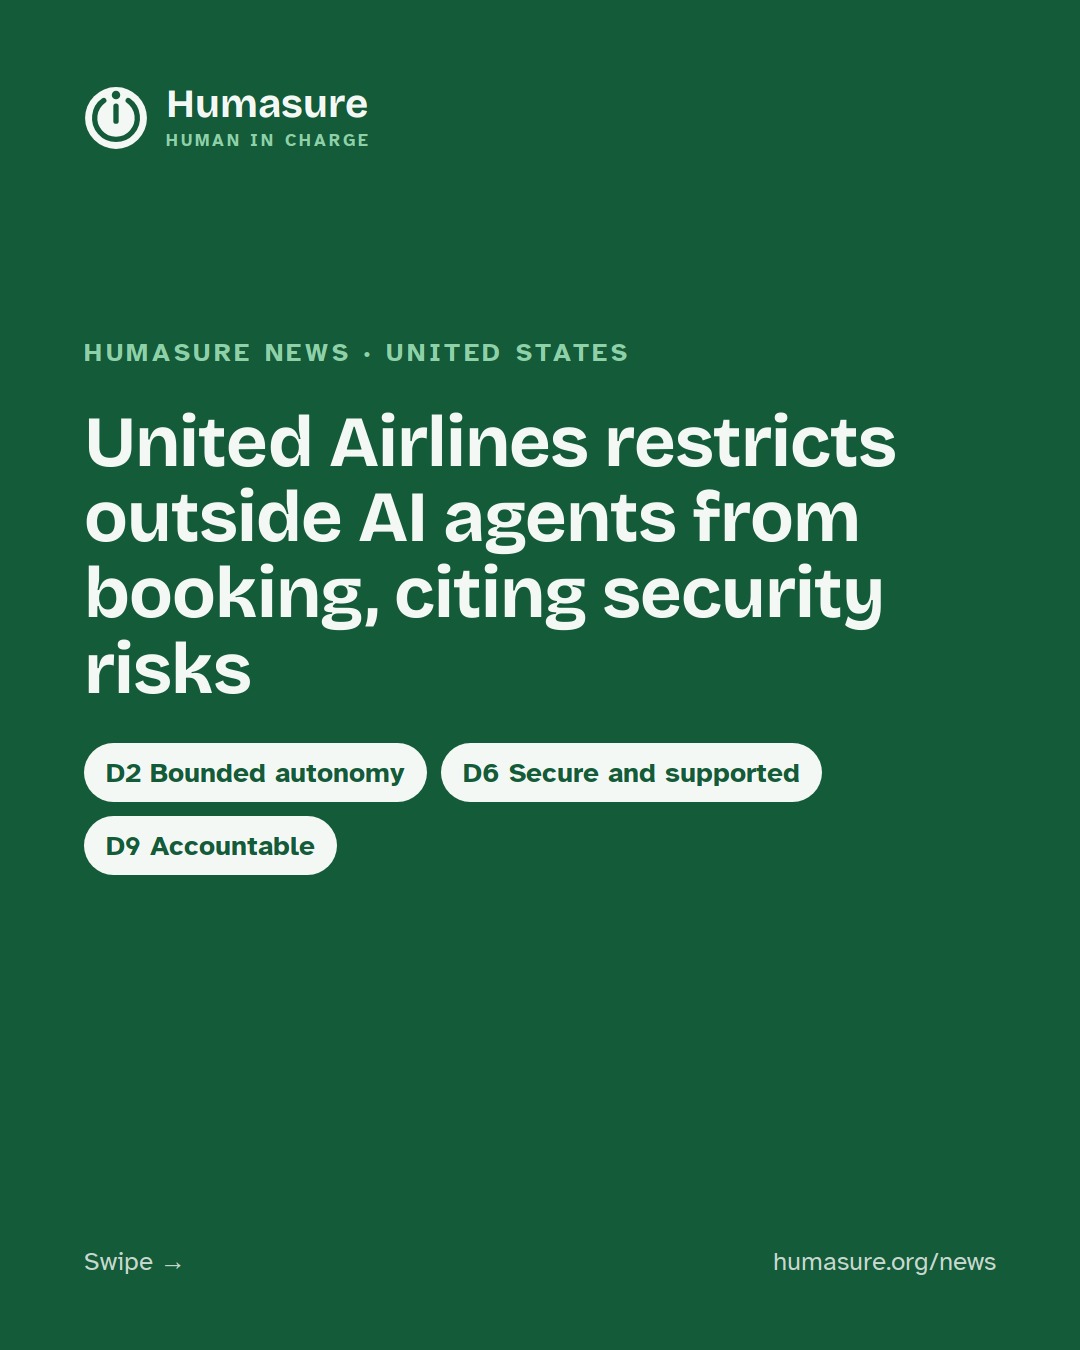 Humasure
HUMAN IN CHARGE
HUMASURE NEWS · UNITED STATES
United Airlines restricts
outside AI agents from
booking, citing security
risks
D2 Bounded autonomy
D6 Secure and supported
D9 Accountable
Swipe →
humasure.org/news